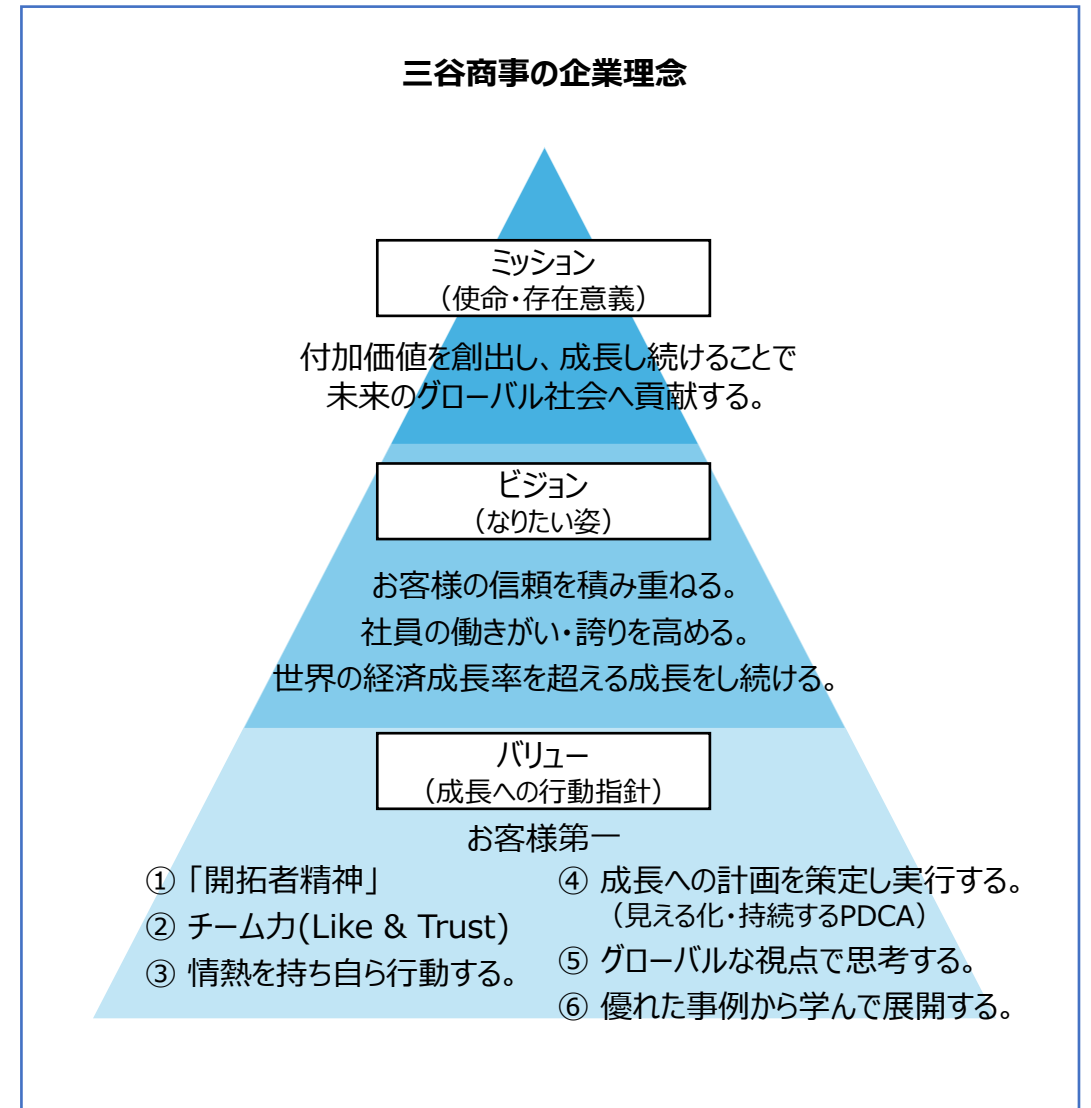 三谷商事の企業理念
ミッション
（使命・存在意義）
付加価値を創出し、成長し続けることで
未来のグローバル社会へ貢献する。
ビジョン
（なりたい姿）
お客様の信頼を積み重ねる。
社員の働きがい・誇りを高める。
世界の経済成長率を超える成長をし続ける。
バリュー
（成長への行動指針）
お客様第一
①「開拓者精神」
② チーム力(Like & Trust)
③ 情熱を持ち自ら行動する。
④ 成長への計画を策定し実行する。
（見える化・持続するPDCA）
⑤ グローバルな視点で思考する。
⑥ 優れた事例から学んで展開する。